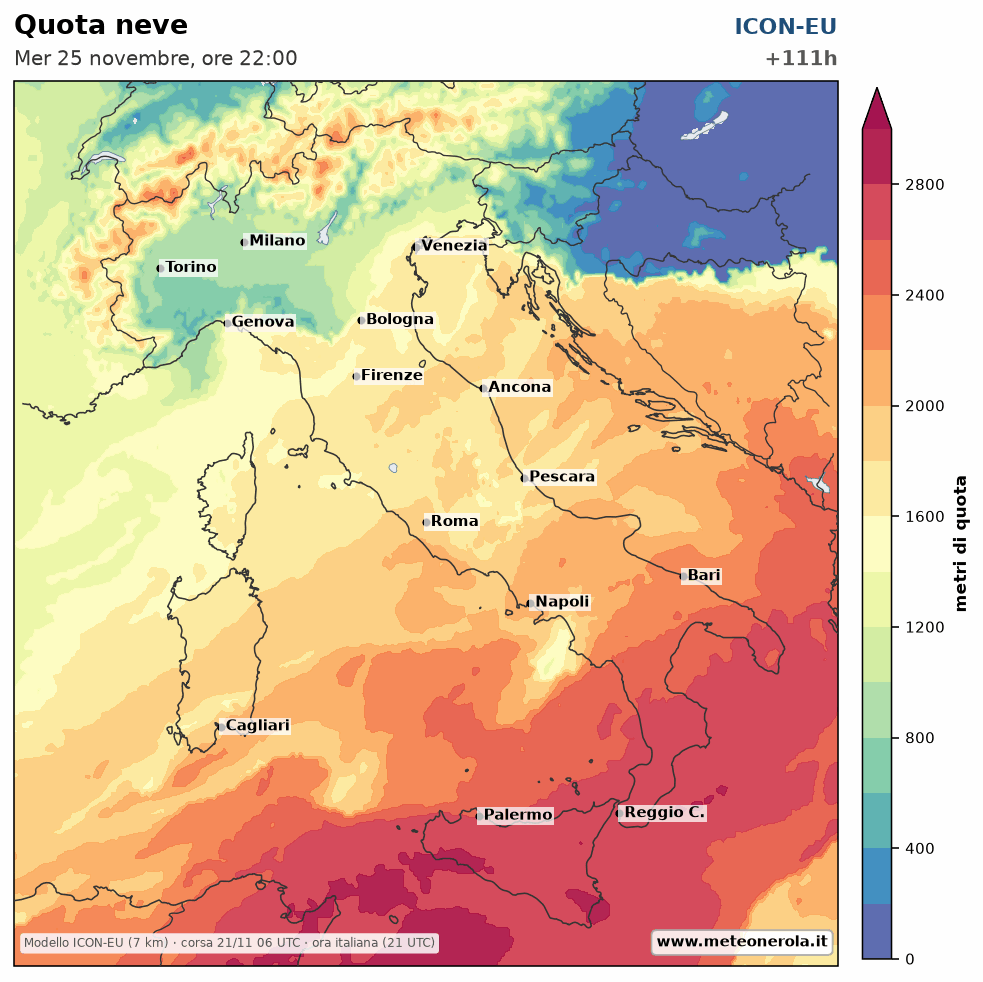 Quota neve
ICON-EU
Mer 25 novembre, ore 22:00
+111h
Milano
Venezia
Torino
Genova
Bologna
Firenze
Ancona
Pescara
Roma
Bari
Napoli
Cagliari
Palermo
Reggio C.
2800
2400
2000
1600
1200
800
400
0
metri di quota
Modello ICON-EU (7 km) · corsa 21/11 06 UTC · ora italiana (21 UTC)
www.meteonerola.it